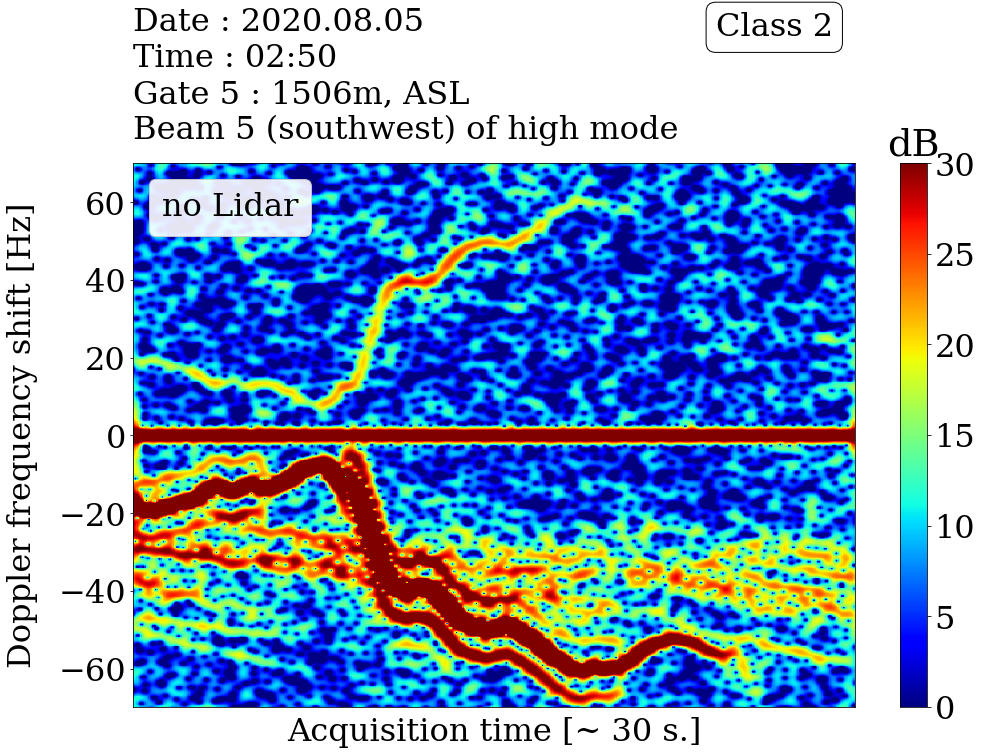 Date : 2020.08.05
Time : 02:50
Gate 5 : 1506m, ASL
Beam 5 (southwest) of high mode
Class 2
dB
no Lidar
Doppler frequency shift [Hz]
60
40
20
0
−20
−40
−60
Acquisition time [~ 30 s.]
30
25
20
15
10
5
0